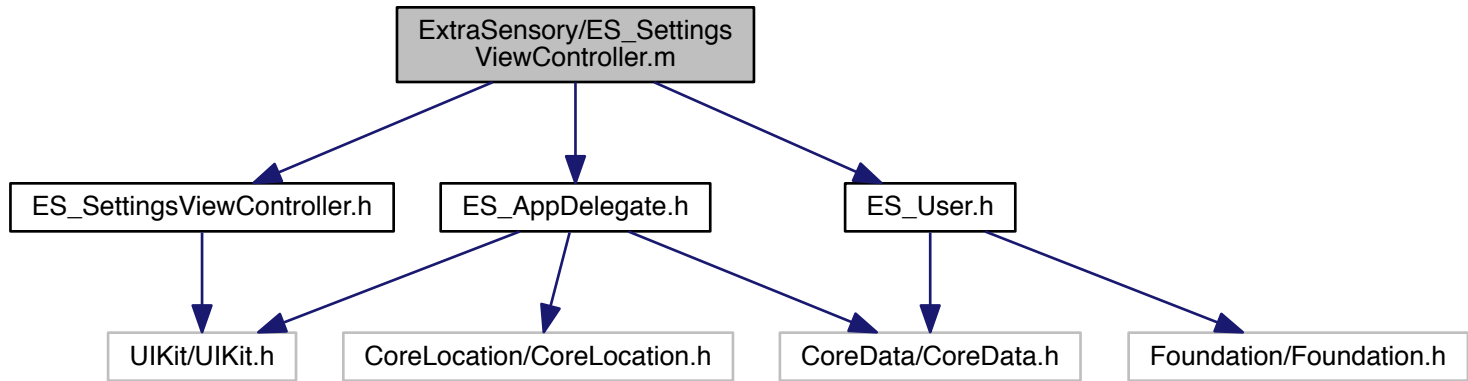 ExtraSensory/ES_Settings
ViewController.m
ES_SettingsViewController.h
ES_AppDelegate.h
ES_User.h
UIKit/UIKit.h
CoreLocation/CoreLocation.h
CoreData/CoreData.h
Foundation/Foundation.h